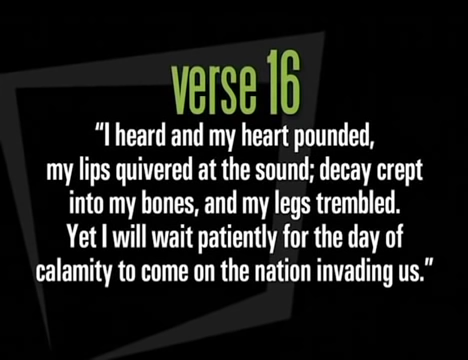 verse 16
“I heard and my heart pounded,
my lips quivered at the sound; decay crept
into my bones, and my legs trembled.
Yet I will wait patiently for the day of
calamity to come on the nation invading us.”